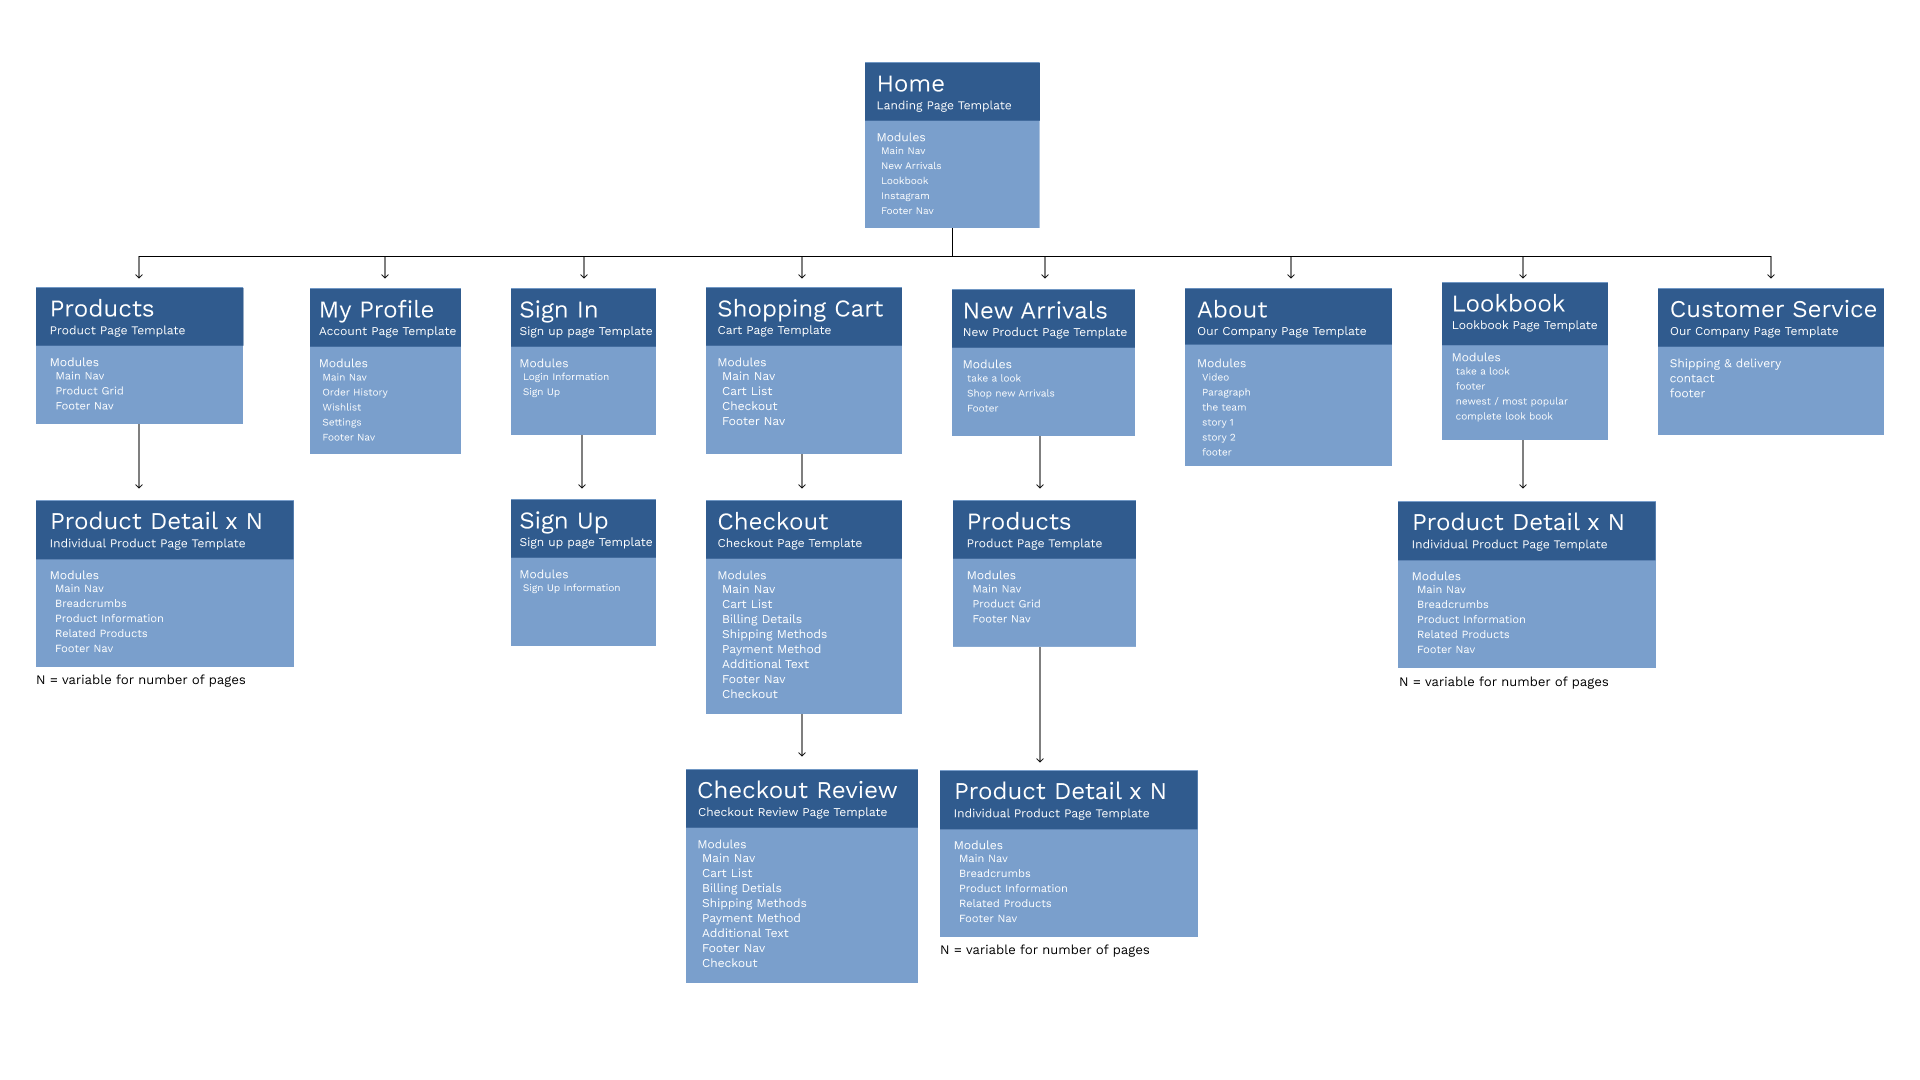 Home
Landing Page Template
Modules
Main Nav
New Arrivals
Lookbook
Instagram
Footer Nav
Products
Product Page Template
Modules
Main Nav
Product Grid
Footer Nav
My Profile
Account Page Template
Modules
Main Nav
Order History
Wishlist
Settings
Footer Nav
Sign In
Sign up page Template
Modules
Login Information
Sign Up
Shopping Cart
Cart Page Template
Modules
Main Nav
Cart List
Checkout
Footer Nav
New Arrivals
New Product Page Template
Modules
take a look
Shop new Arrivals
Footer
About
Our Company Page Template
Modules
Video
Paragraph
the team
story 1
story 2
footer
Lookbook
Lookbook Page Template
Modules
take a look
footer
newest / most popular
complete look book
Customer Service
Our Company Page Template
Shipping & delivery
contact
footer
Product Detail x N
Individual Product Page Template
Modules
Main Nav
Breadcrumbs
Product Information
Related Products
Footer Nav
N = variable for number of pages
Sign Up
Sign up page Template
Modules
Sign Up Information
Checkout
Checkout Page Template
Modules
Main Nav
Cart List
Billing Details
Shipping Methods
Payment Method
Additional Text
Footer Nav
Checkout
Products
Product Page Template
Modules
Main Nav
Product Grid
Footer Nav
Product Detail x N
Individual Product Page Template
Modules
Main Nav
Breadcrumbs
Product Information
Related Products
Footer Nav
N = variable for number of pages
Checkout Review
Checkout Review Page Template
Modules
Main Nav
Cart List
Billing Detials
Shipping Methods
Payment Method
Additional Text
Footer Nav
Checkout
Product Detail x N
Individual Product Page Template
Modules
Main Nav
Breadcrumbs
Product Information
Related Products
Footer Nav
N = variable for number of pages